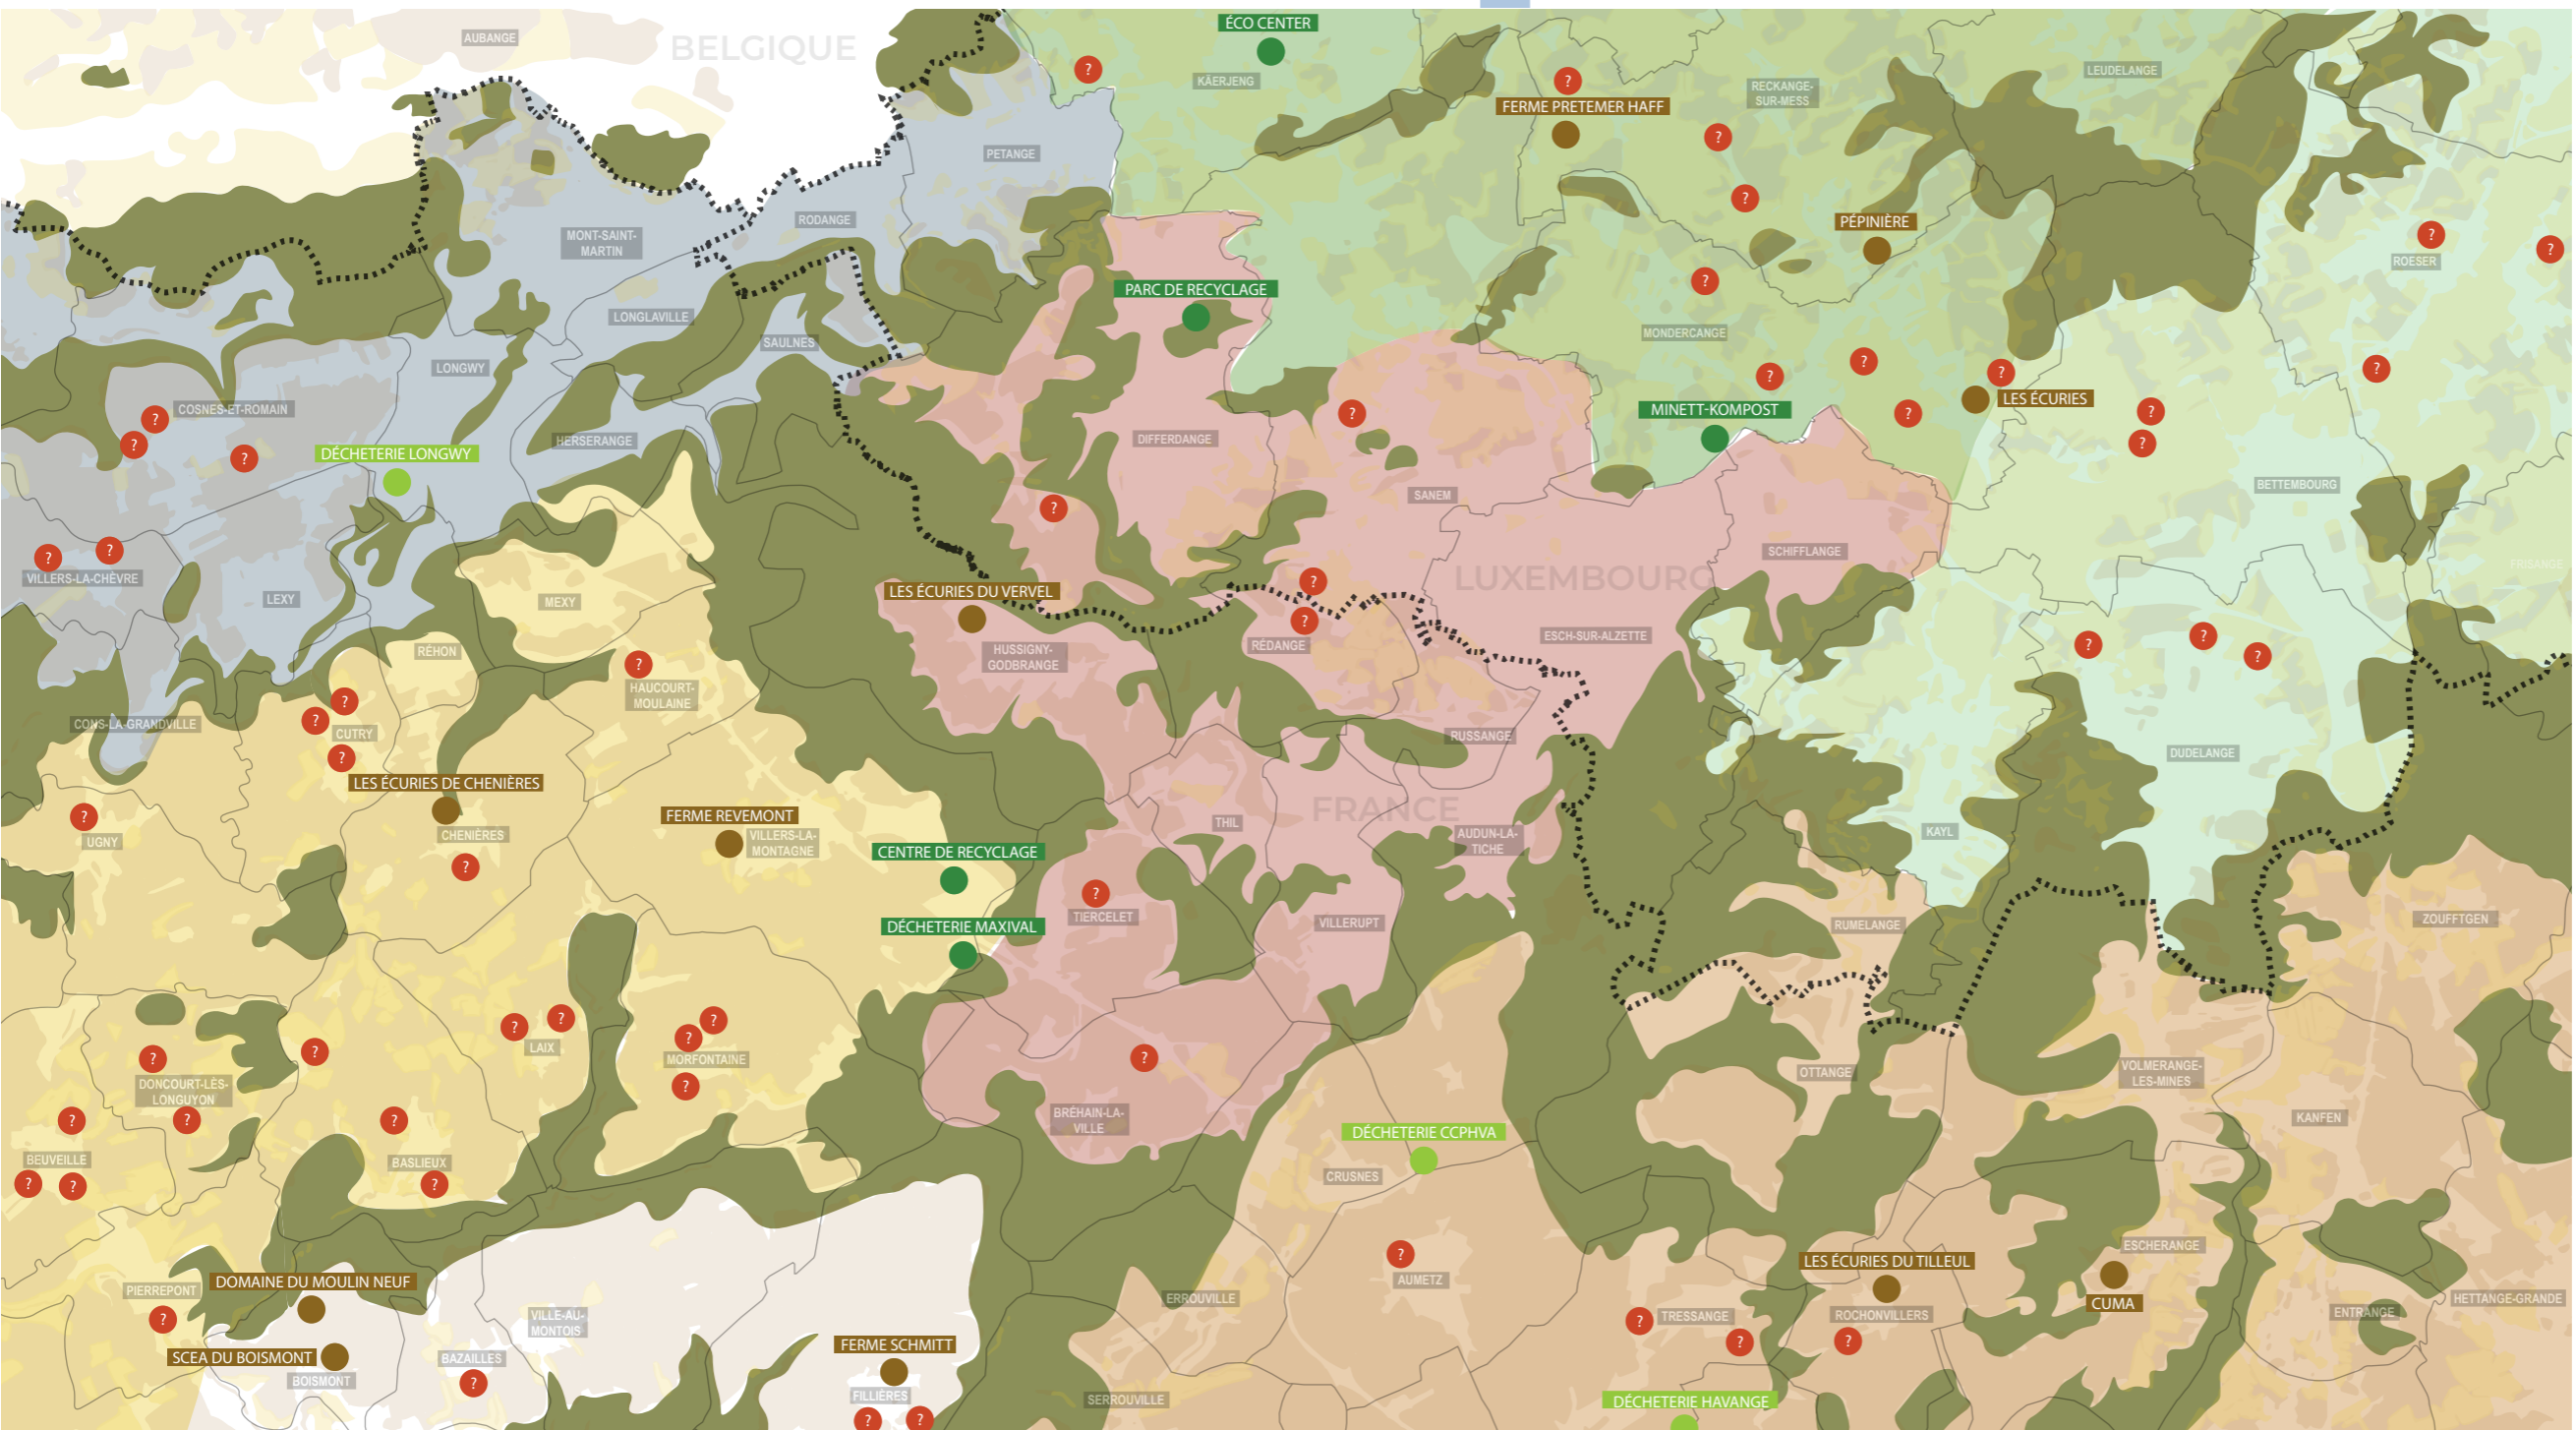 ÉCO CENTER
AUBANGE
BELGIQUE
KÄERJENG
?
?
LEUDELANGE
RECKANGE-
SUR-MESS
FERME PRETEMER HAFF
?
PETANGE
?
RODANGE
MONT-SAINT-
MARTIN
PÉPINIÈRE
?
?
ROESER
PARC DE RECYCLAGE
?
LONGLAVILLE
SAULNES
MONDERCANGE
LONGWY
?
?
?
?
COSNES-ET-ROMAIN
?
?
?
MINETT-KOMPOST
?
LES ÉCURIES
?
?
?
HERSERANGE
DIFFERDANGE
DÉCHETERIE LONGWY
?
SANEM
BETTEMBOURG
?
SCHIFFLANGE
?
?
VILLERS-LA-CHÈVRE
FRISANGE
LUXEMBOURG
LES ÉCURIES DU VERVEL
?
LEXY
MEXY
?
ESCH-SUR-ALZETTE
?
?
?
RÉHON
RÉDANGE
HUSSIGNY-
GODBRANGE
?
HAUCOURT-
MOULAINE
?
?
CONS-LA-GRANDVILLE
CUTRY
RUSSANGE
?
DUDELANGE
LES ÉCURIES DE CHENIÈRES
FRANCE
?
FERME REVEMONT
THIL
UGNY
CHENIÈRES
VILLERS-LA-
MONTAGNE
AUDUN-LA-
TICHE
KAYL
CENTRE DE RECYCLAGE
?
?
TIERCELET
VILLERUPT
RUMELANGE
ZOUFFTGEN
DÉCHETERIE MAXIVAL
?
?
?
?
LAIX
?
?
MORFONTAINE
?
DONCOURT-LÈS-
LONGUYON
?
OTTANGE
VOLMERANGE-
LES-MINES
?
?
?
BRÉHAIN-LA-
VILLE
KANFEN
DÉCHETERIE CCPHVA
BEUVEILLE
BASLIEUX
CRUSNES
?
?
?
?
AUMETZ
ESCHERANGE
LES ÉCURIES DU TILLEUL
DOMAINE DU MOULIN NEUF
PIERREPONT
ERROUVILLE
HETTANGE-GRANDE
CUMA
?
VILLE-AU-
MONTOIS
?
TRESSANGE
?
ROCHONVILLERS
?
ENTRANGE
FERME SCHMITT
SCEA DU BOISMONT
BAZAILLES
BOISMONT
?
FILLIÈRES
SERROUVILLE
DÉCHETERIE HAVANGE
?
?